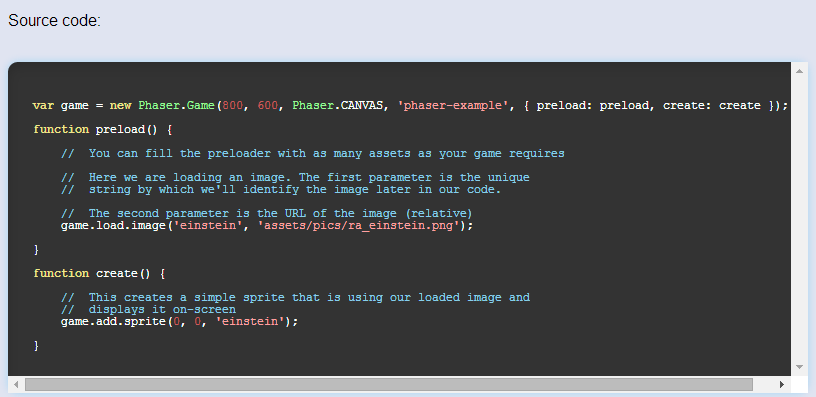 Source code:
var game = new Phaser.Game(800, 600, Phaser.CANVAS, 'phaser-example', { preload: preload, create: create });
function preload() {
//  You can fill the preloader with as many assets as your game requires
//  Here we are loading an image. The first parameter is the unique
//  string by which we'll identify the image later in our code.
//  The second parameter is the URL of the image (relative)
game.load.image('einstein', 'assets/pics/ra_einstein.png');
}
function create() {
//  This creates a simple sprite that is using our loaded image and
//  displays it on-screen
game.add.sprite(0, 0, 'einstein');
}